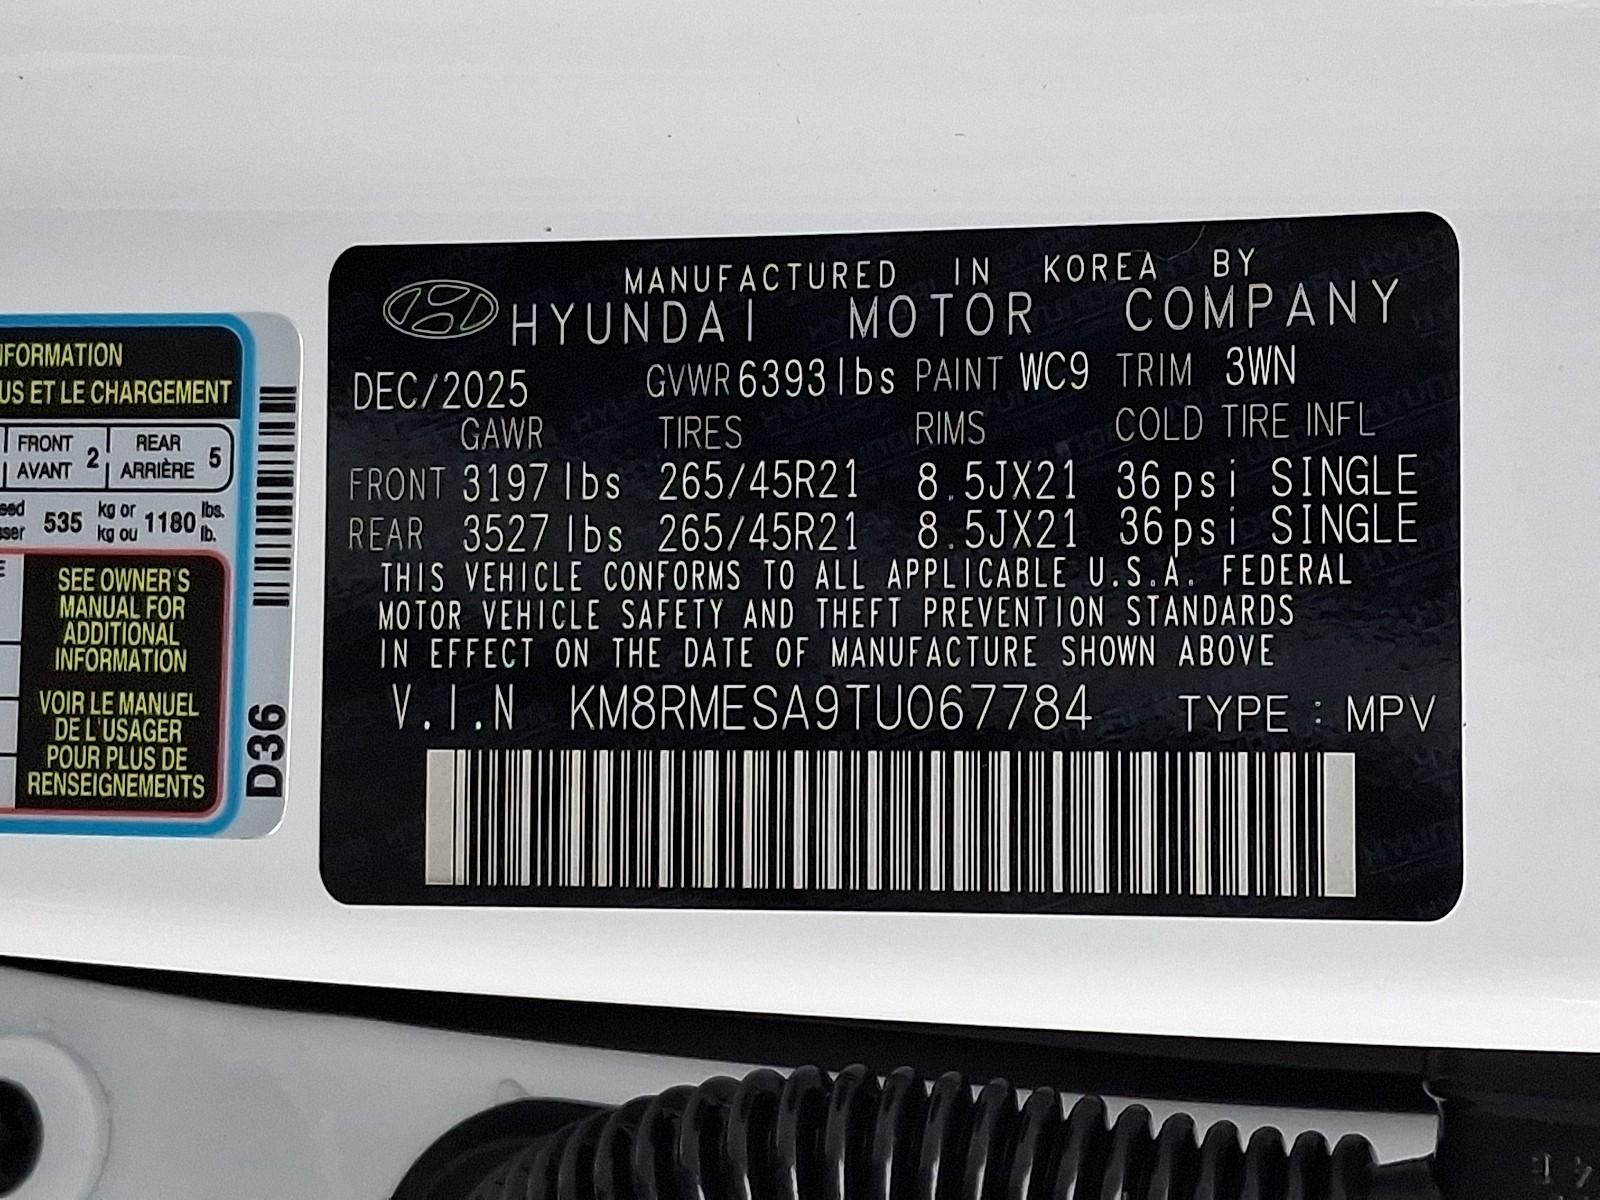 MANUFACTURED IN KOREA BY
HYUNDAI MOTOR COMPANY
DEC/2025 GVWR 6393 lbs PAINT WC9 TRIM 3WN
GAWR TIRES RIMS COLD TIRE INFL
FRONT 3197 lbs 265/45R21 8.5JX21 36psi SINGLE
REAR 3527 lbs 265/45R21 8.5JX21 36psi SINGLE
THIS VEHICLE CONFORMS TO ALL APPLICABLE U.S.A. FEDERAL
MOTOR VEHICLE SAFETY AND THEFT PREVENTION STANDARDS
IN EFFECT ON THE DATE OF MANUFACTURE SHOWN ABOVE
V.I.N KM8RMESA9TU067784 TYPE : MPV
US ET LE CHARGEMENT
FRONT 2 REAR 5
AVANT ARRIÈRE
535 kg or 1180 lbs.
kg ou lb.
SEE OWNER'S
MANUAL FOR
ADDITIONAL
INFORMATION
VOIR LE MANUEL
DE L'USAGER
POUR PLUS DE
RENSEIGNEMENTS
D36